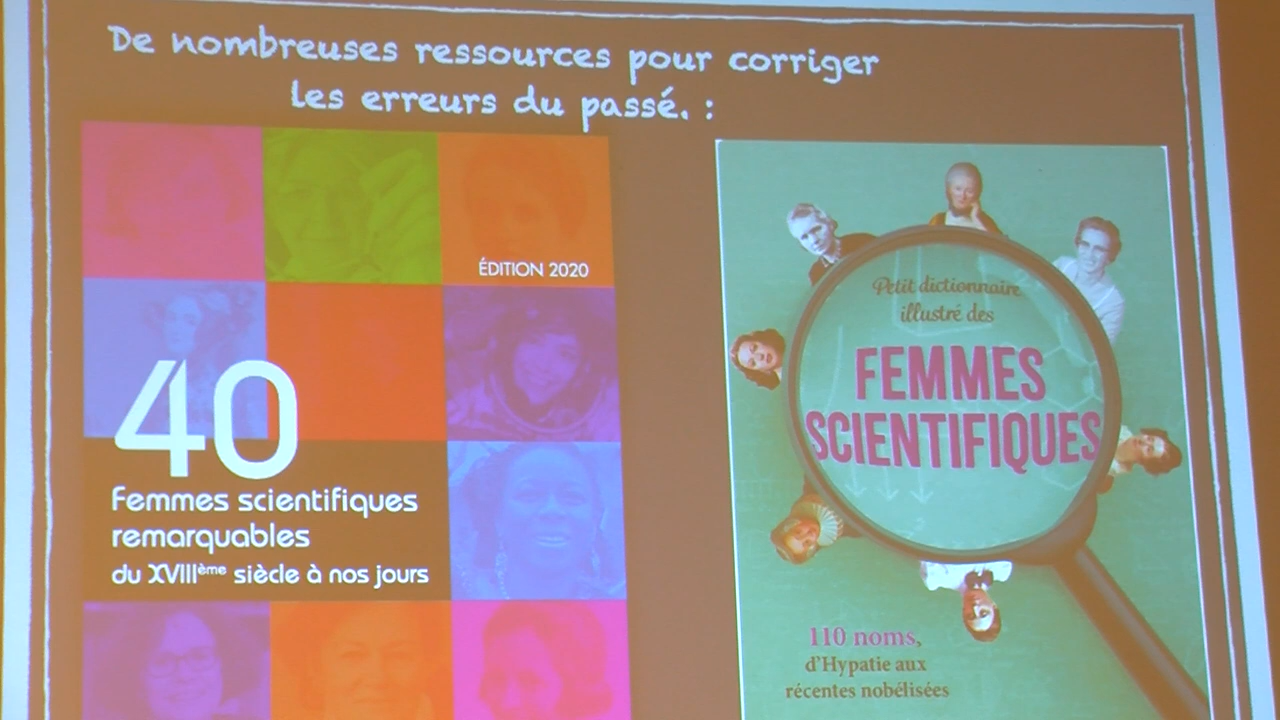 De nombreuses ressources pour corriger
les erreurs du passé. :
ÉDITION 2020
40
Femmes scientifiques
remarquables
du XVIIIème siècle à nos jours
Petit dictionnaire
illustré des
FEMMES
SCIENTIFIQUES
110 noms,
d'Hypatie aux
récentes nobélisées